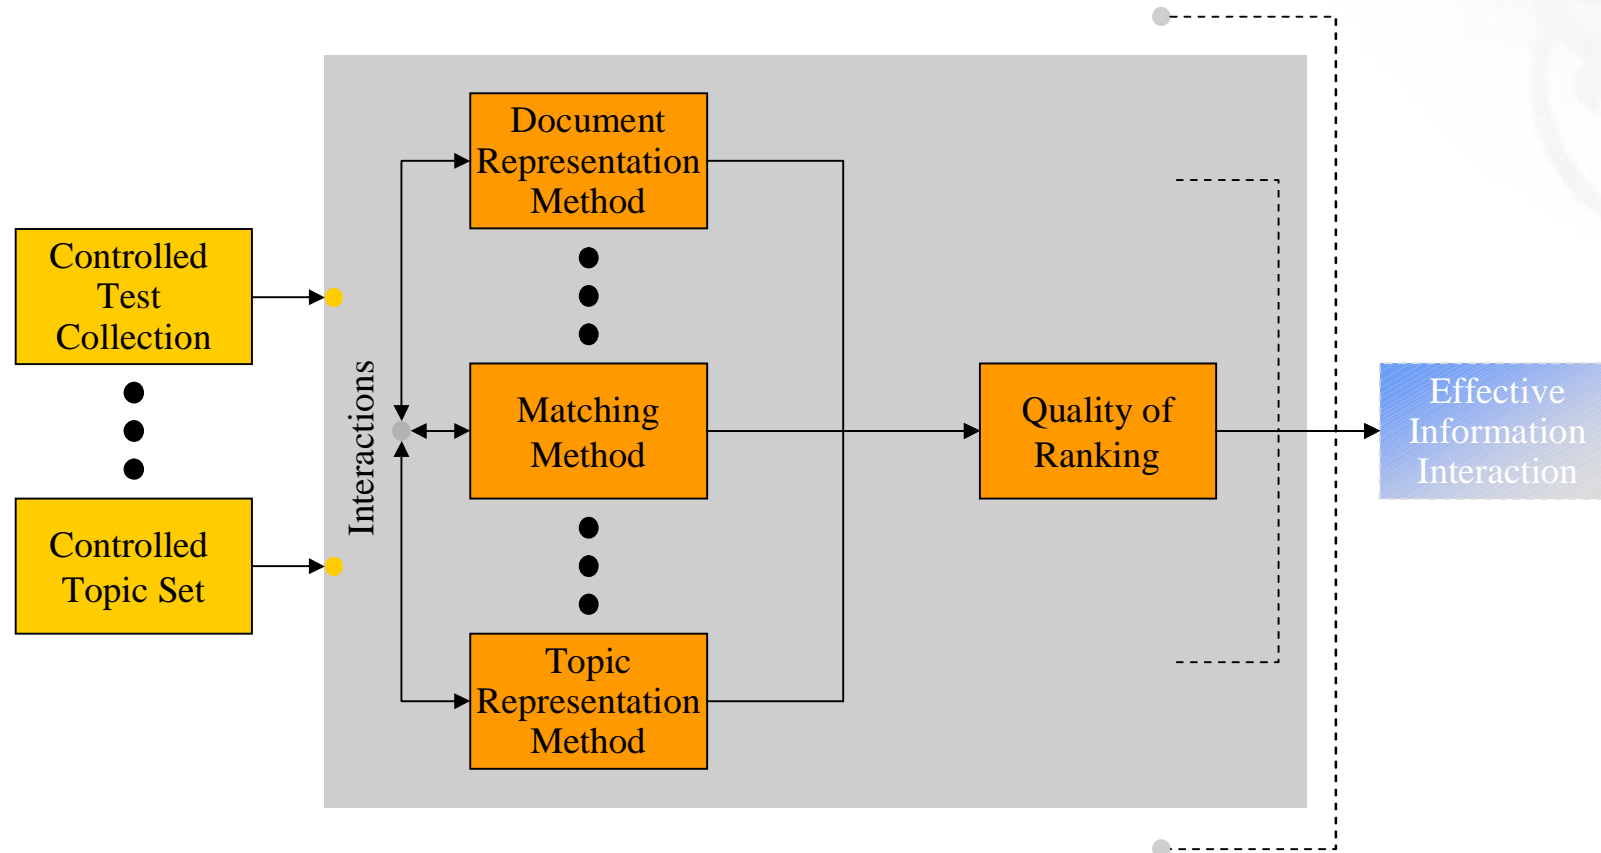 Controlled
Test
Collection
Controlled
Topic Set
Interactions
Document
Representation
Method
Matching
Method
Topic
Representation
Method
Quality of
Ranking
Effective
Information
Interaction